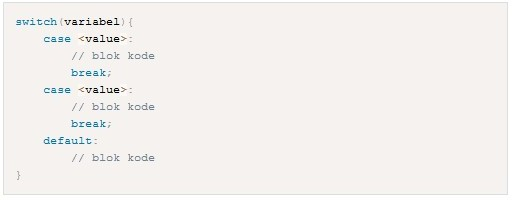 switch(variabel){
    case <value>:
        // blok kode
        break;
    case <value>:
        // blok kode
        break;
    default:
        // blok kode
}